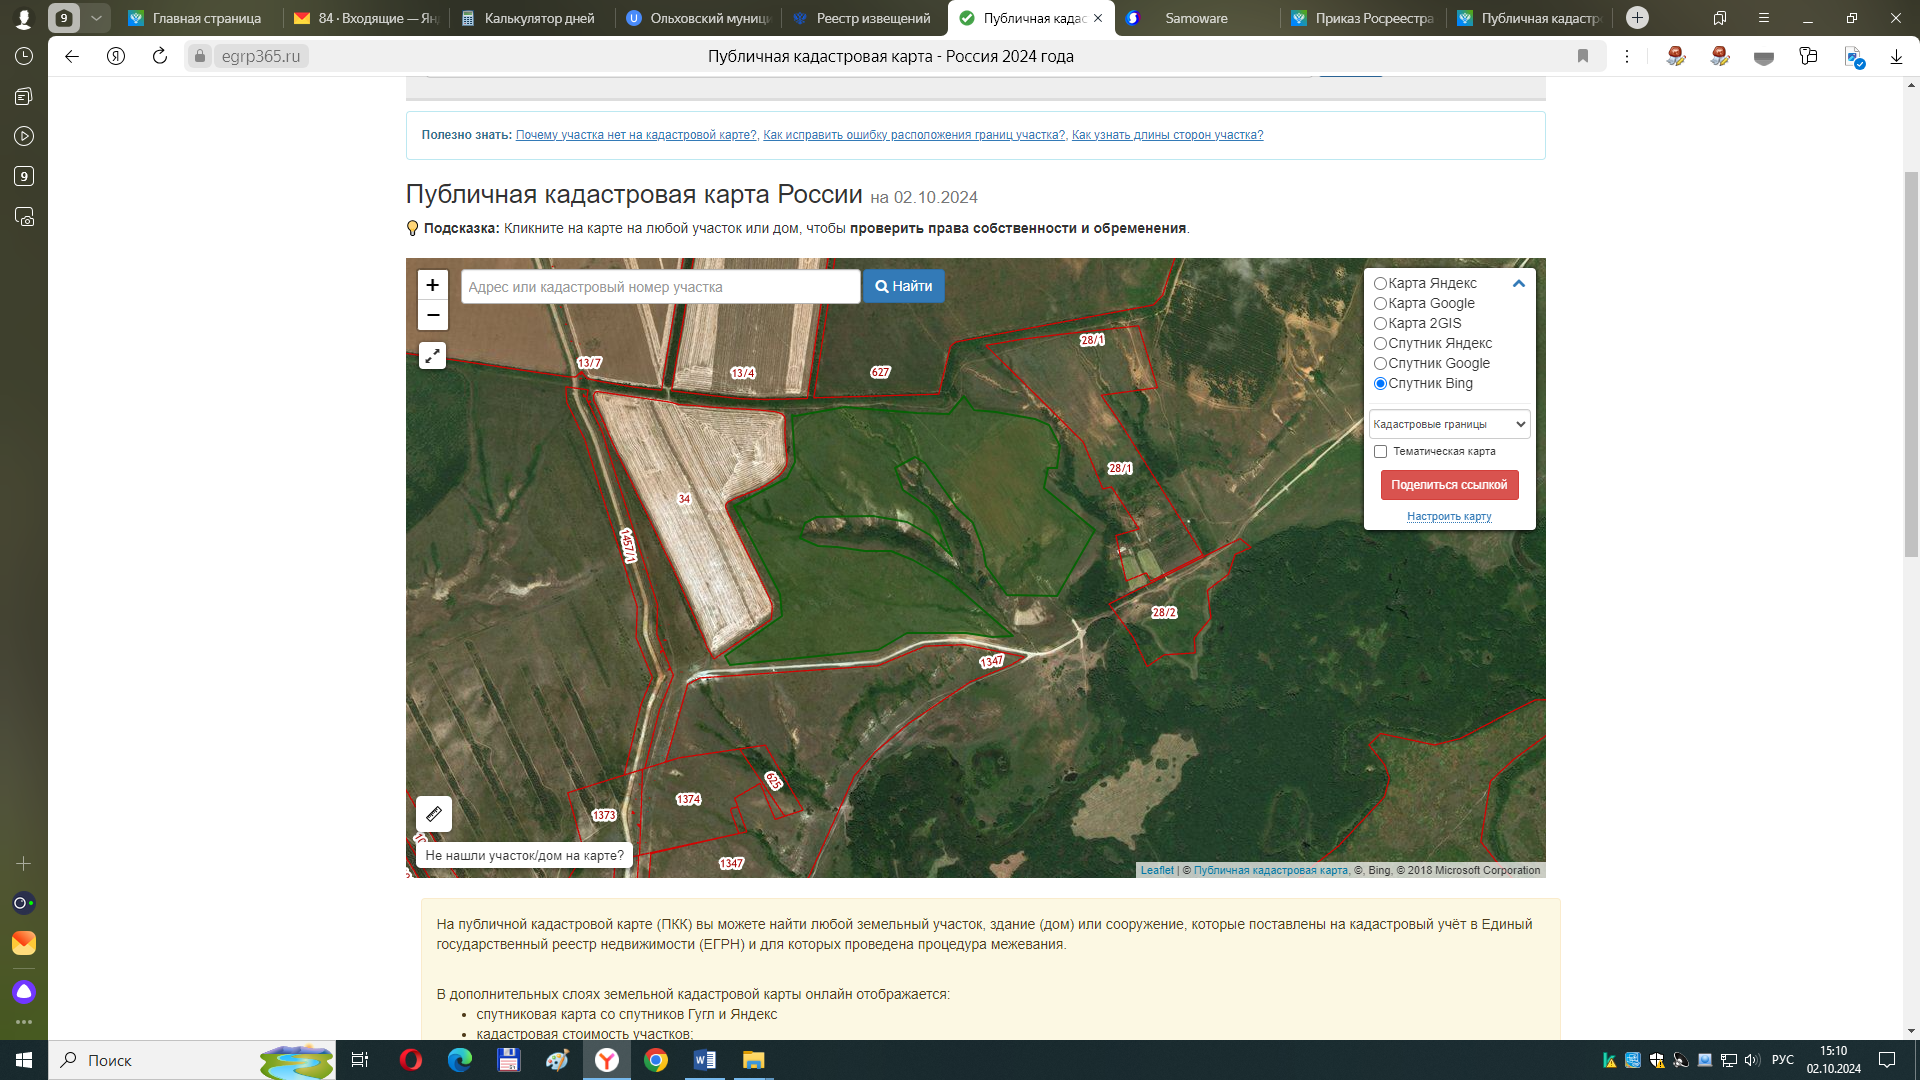 9
Главная страница
84 · Входящие — Ян
Калькулятор дней
Ольховский муници
Реестр извещений
Публичная кадас
Samoware
Приказ Росреестра
Публичная кадастро
egrp365.ru
Публичная кадастровая карта - Россия 2024 года
9
Полезно знать: Почему участка нет на кадастровой карте?, Как исправить ошибку расположения границ участка?, Как узнать длины сторон участка?
Публичная кадастровая карта России на 02.10.2024
Подсказка: Кликните на карте на любой участок или дом, чтобы проверить права собственности и обременения.
+
−
Адрес или кадастровый номер участка
Найти
Карта Яндекс
Карта Google
Карта 2GIS
Спутник Яндекс
Спутник Google
Спутник Bing
Кадастровые границы
Тематическая карта
Поделиться ссылкой
Настроить карту
13/7
13/4
627
28/1
28/1
34
1457/1
28/2
1347
625
1374
1373
1347
Не нашли участок/дом на карте?
Leaflet | © Публичная кадастровая карта, ©, Bing, © 2018 Microsoft Corporation
На публичной кадастровой карте (ПКК) вы можете найти любой земельный участок, здание (дом) или сооружение, которые поставлены на кадастровый учёт в Единый
государственный реестр недвижимости (ЕГРН) и для которых проведена процедура межевания.
В дополнительных слоях земельной кадастровой карты онлайн отображается:
• спутниковая карта со спутников Гугл и Яндекс
• кадастровая стоимость участков;
Поиск
РУС
15:10
02.10.2024